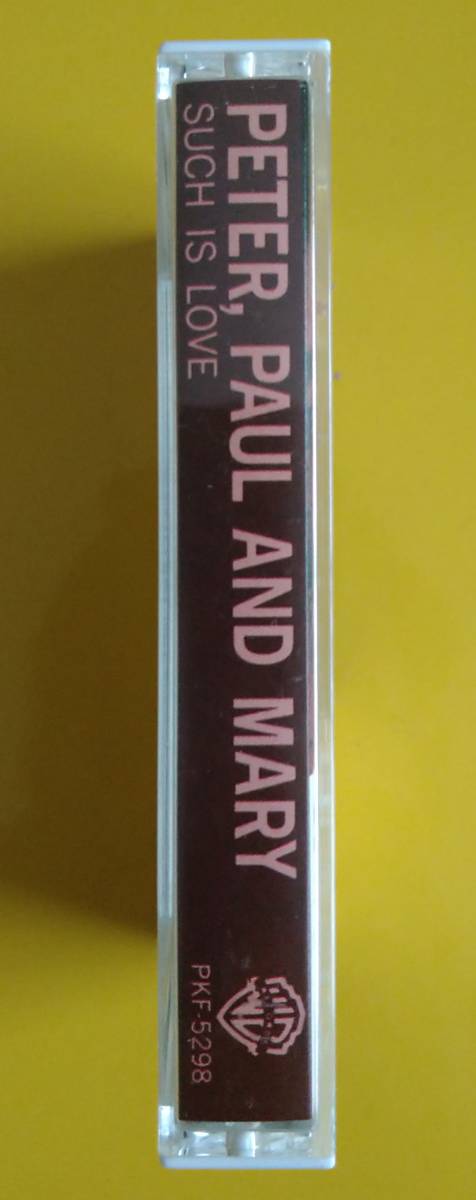 PETER, PAUL AND MARY
SUCH IS LOVE
PKF-5298